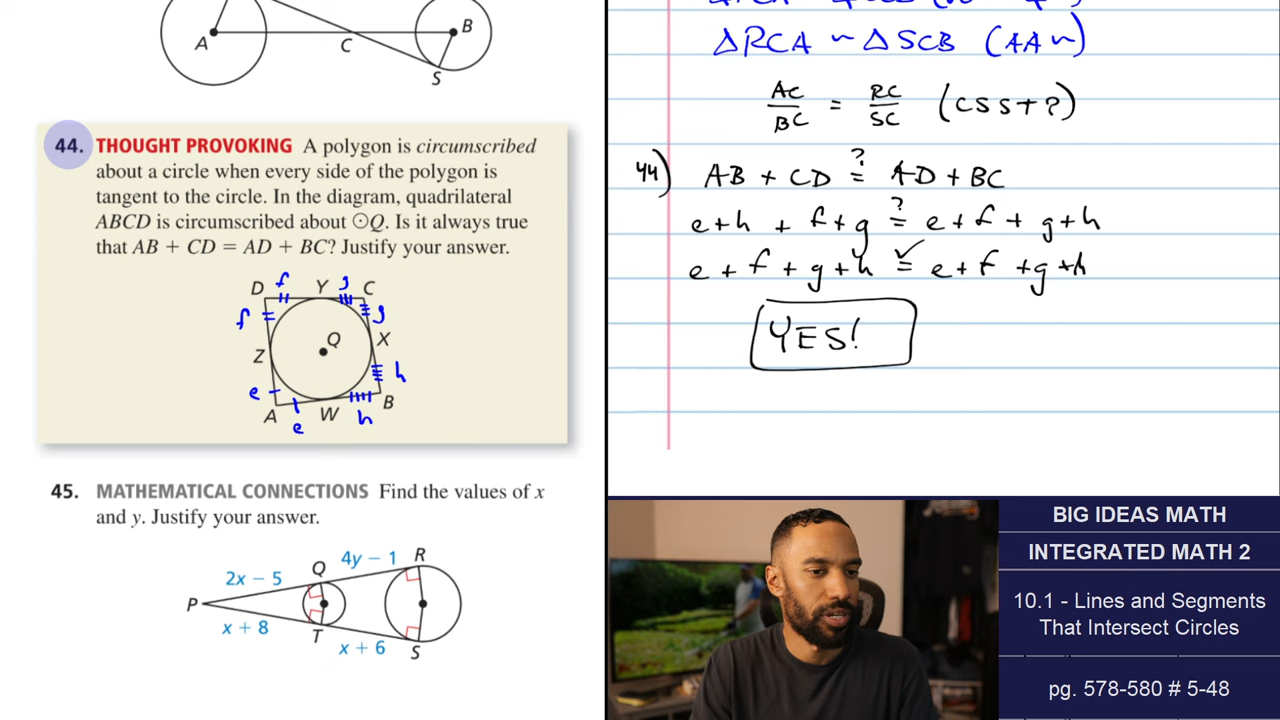 A
C
B
S
44. THOUGHT PROVOKING A polygon is circumscribed
about a circle when every side of the polygon is
tangent to the circle. In the diagram, quadrilateral
ABCD is circumscribed about ⊙Q. Is it always true
that AB + CD = AD + BC? Justify your answer.
D f Y g C
f g
Q X
Z
e h
A W B
e h
45. MATHEMATICAL CONNECTIONS Find the values of x
and y. Justify your answer.
4y − 1 R
2x − 5 Q
P
x + 8 T
x + 6 S
△RCA ~ △SCB (AA~)
AC/BC = RC/SC (CSST?)
44) AB + CD ?= AD + BC
e+h + f+g ?= e+f + g+h
e + f + g + h =✓ e + f + g + h
YES!
BIG IDEAS MATH
INTEGRATED MATH 2
10.1 - Lines and Segments
That Intersect Circles
pg. 578-580 # 5-48